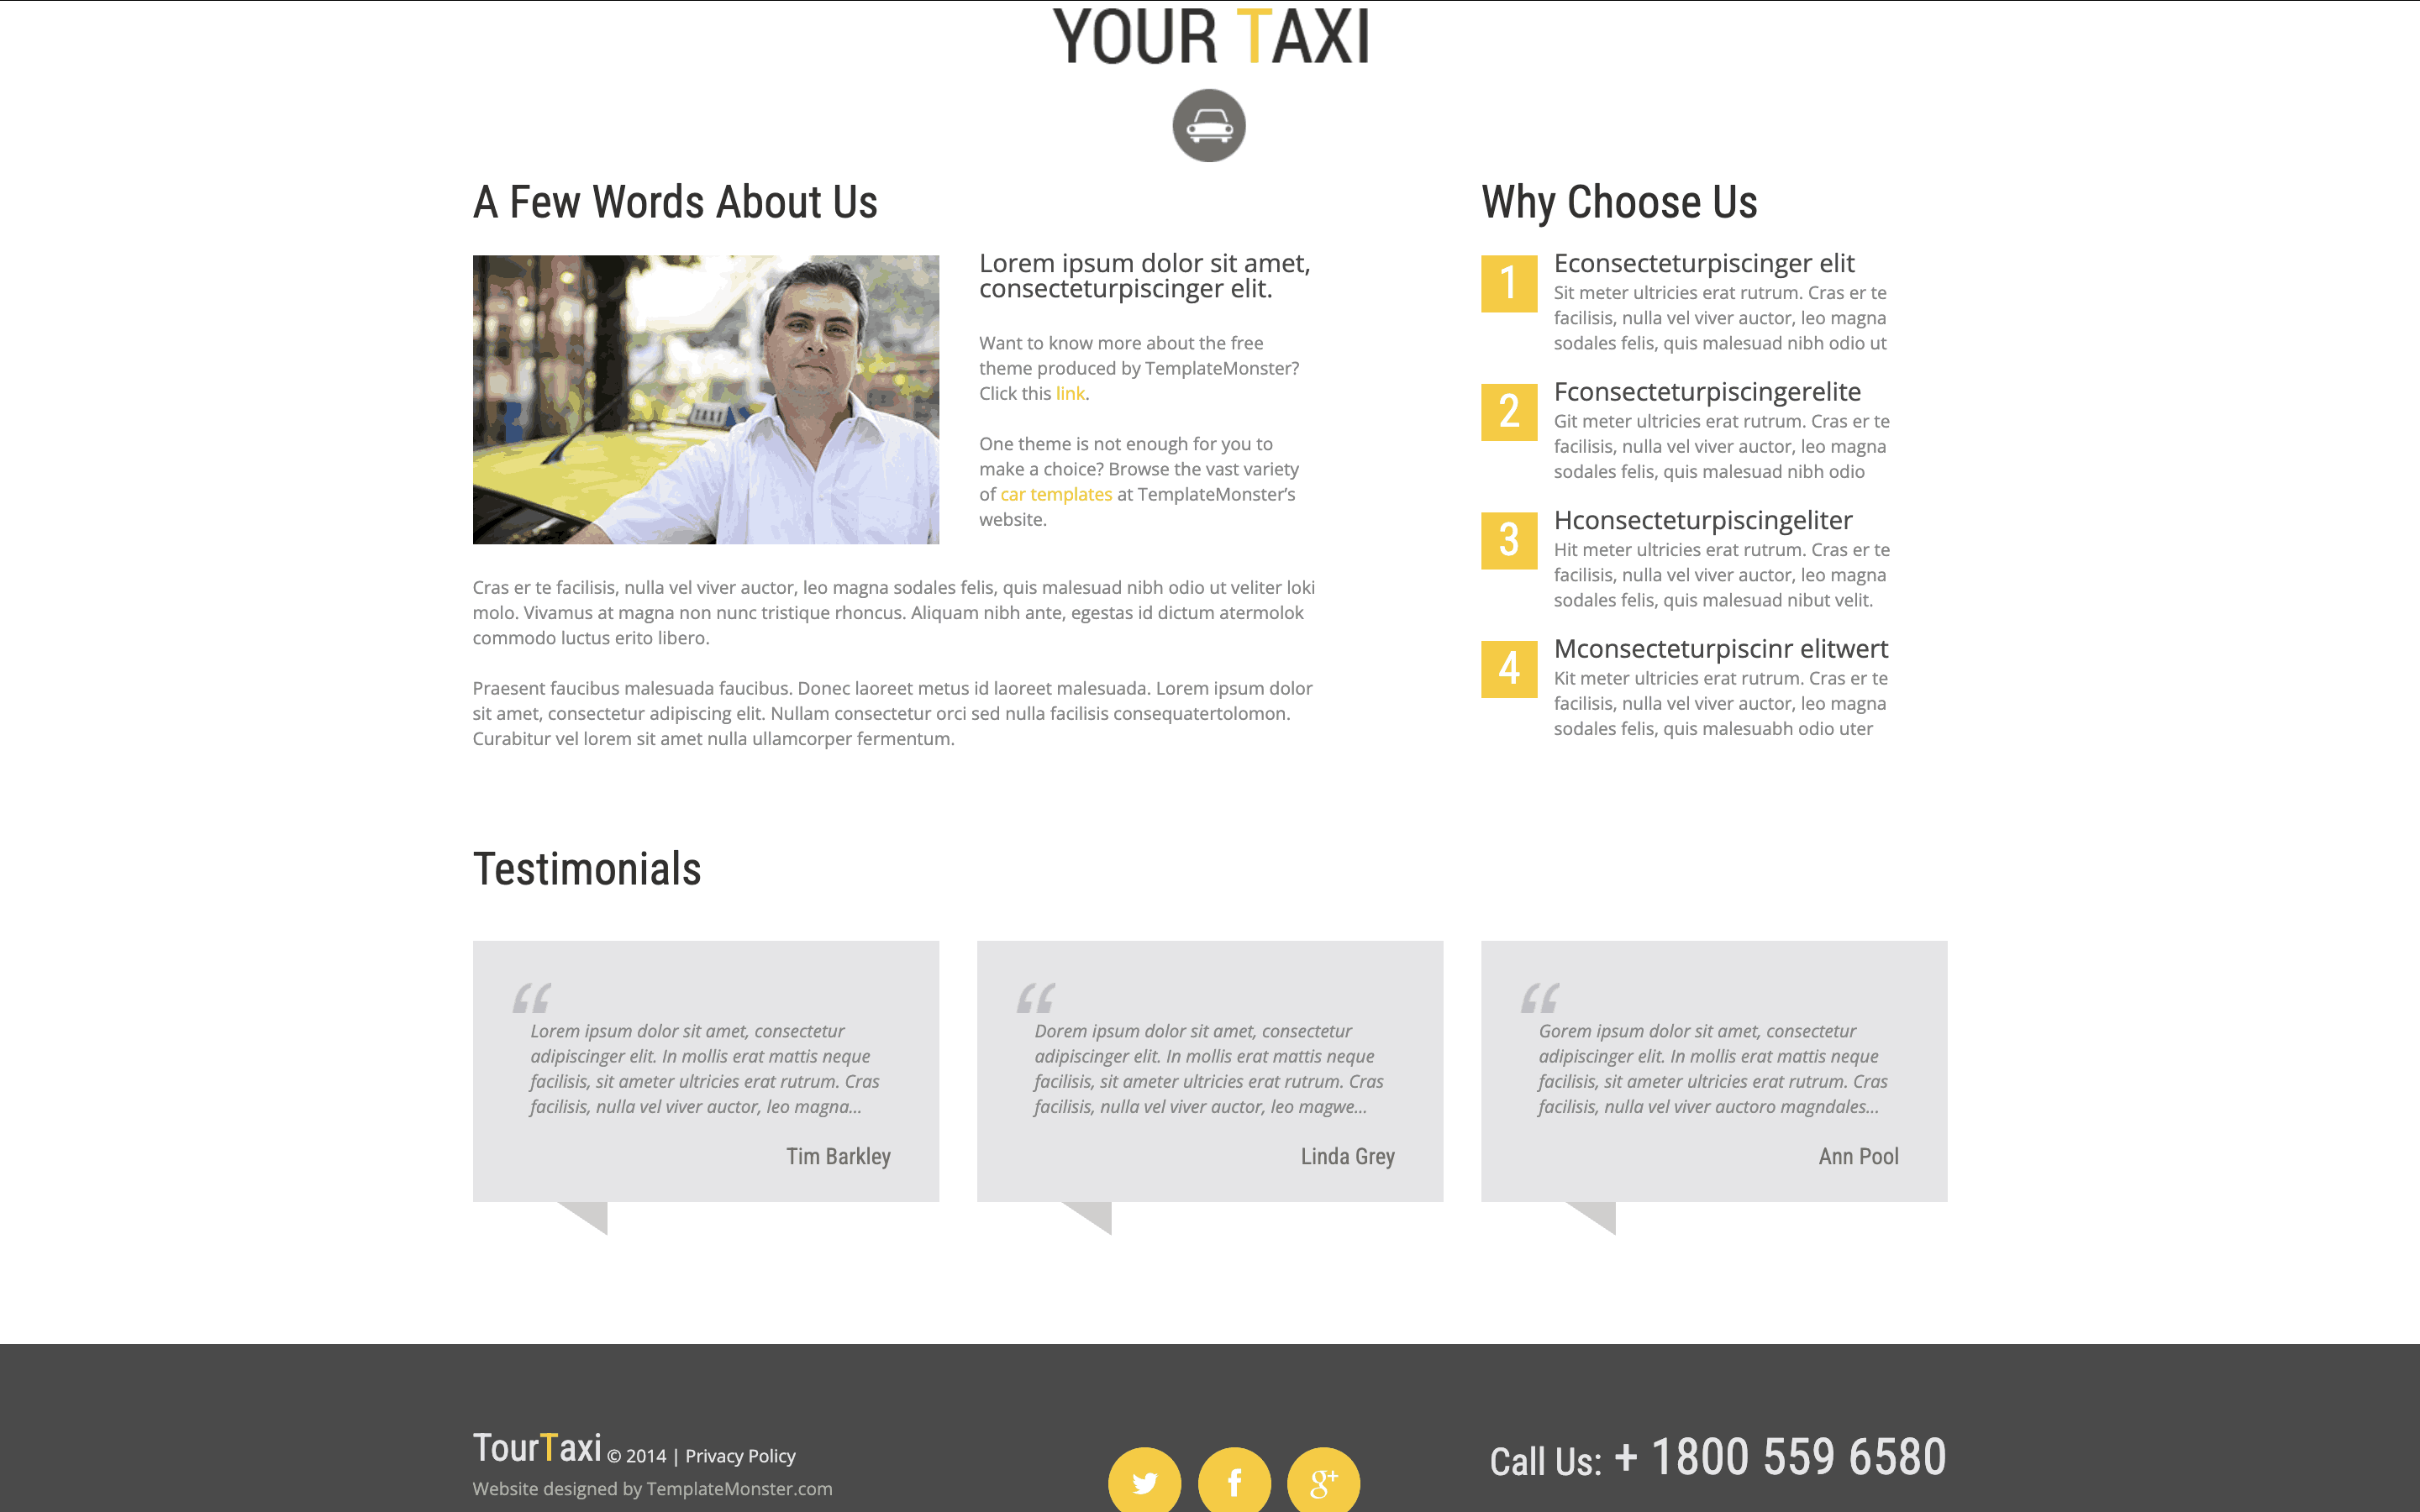 YOUR TAXI
A Few Words About Us
TAXI
Lorem ipsum dolor sit amet,
consecteturpiscinger elit.
Want to know more about the free
theme produced by TemplateMonster?
Click this link.
One theme is not enough for you to
make a choice? Browse the vast variety
of car templates at TemplateMonster’s
website.
Cras er te facilisis, nulla vel viver auctor, leo magna sodales felis, quis malesuad nibh odio ut veliter loki
molo. Vivamus at magna non nunc tristique rhoncus. Aliquam nibh ante, egestas id dictum atermolok
commodo luctus erito libero.
Praesent faucibus malesuada faucibus. Donec laoreet metus id laoreet malesuada. Lorem ipsum dolor
sit amet, consectetur adipiscing elit. Nullam consectetur orci sed nulla facilisis consequatertolomon.
Curabitur vel lorem sit amet nulla ullamcorper fermentum.
Why Choose Us
1
Econsecteturpiscinger elit
Sit meter ultricies erat rutrum. Cras er te
facilisis, nulla vel viver auctor, leo magna
sodales felis, quis malesuad nibh odio ut
2
Fconsecteturpiscingerelite
Git meter ultricies erat rutrum. Cras er te
facilisis, nulla vel viver auctor, leo magna
sodales felis, quis malesuad nibh odio
3
Hconsecteturpiscingeliter
Hit meter ultricies erat rutrum. Cras er te
facilisis, nulla vel viver auctor, leo magna
sodales felis, quis malesuad nibut velit.
4
Mconsecteturpiscinr elitwert
Kit meter ultricies erat rutrum. Cras er te
facilisis, nulla vel viver auctor, leo magna
sodales felis, quis malesuabh odio uter
Testimonials
“
Lorem ipsum dolor sit amet, consectetur
adipiscinger elit. In mollis erat mattis neque
facilisis, sit ameter ultricies erat rutrum. Cras
facilisis, nulla vel viver auctor, leo magna...
Tim Barkley
“
Dorem ipsum dolor sit amet, consectetur
adipiscinger elit. In mollis erat mattis neque
facilisis, sit ameter ultricies erat rutrum. Cras
facilisis, nulla vel viver auctor, leo magwe...
Linda Grey
“
Gorem ipsum dolor sit amet, consectetur
adipiscinger elit. In mollis erat mattis neque
facilisis, sit ameter ultricies erat rutrum. Cras
facilisis, nulla vel viver auctoro magndales...
Ann Pool
TourTaxi © 2014 | Privacy Policy
Website designed by TemplateMonster.com
f
g+
Call Us: + 1800 559 6580